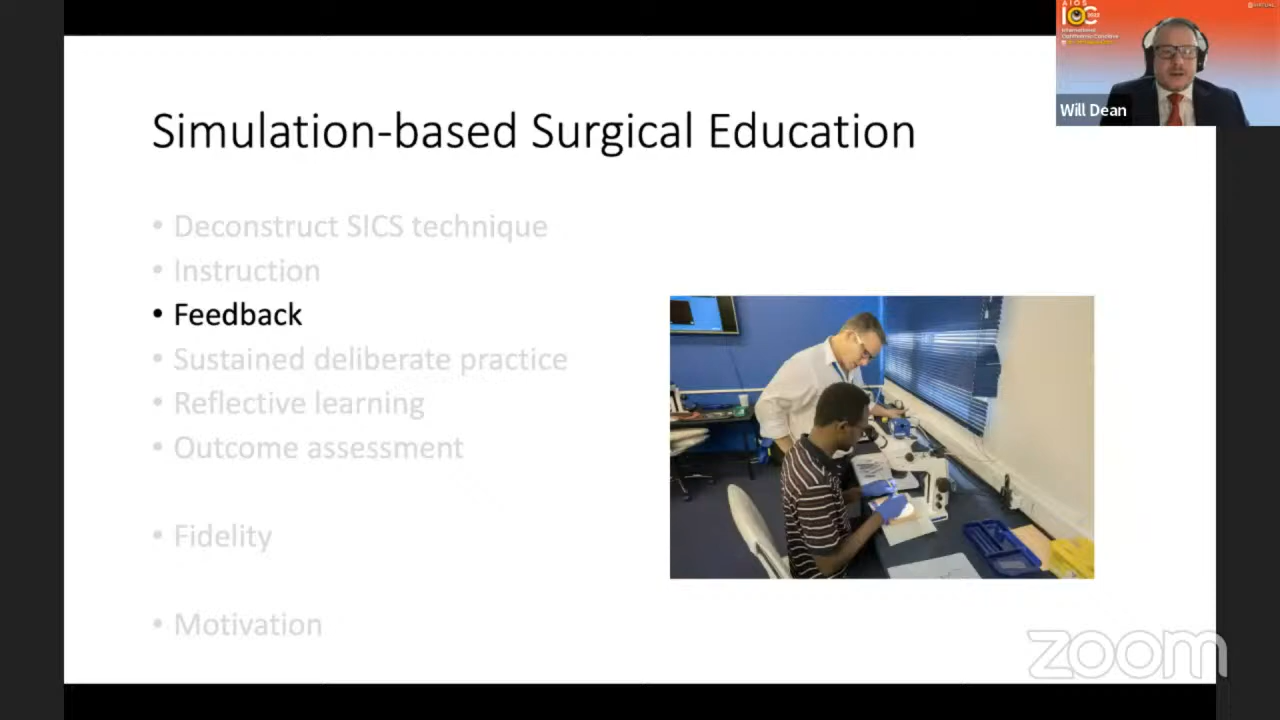 Simulation-based Surgical Education
• Deconstruct SICS technique
• Instruction
• Feedback
• Sustained deliberate practice
• Reflective learning
• Outcome assessment
• Fidelity
• Motivation
AIOS
Will Dean
zoom